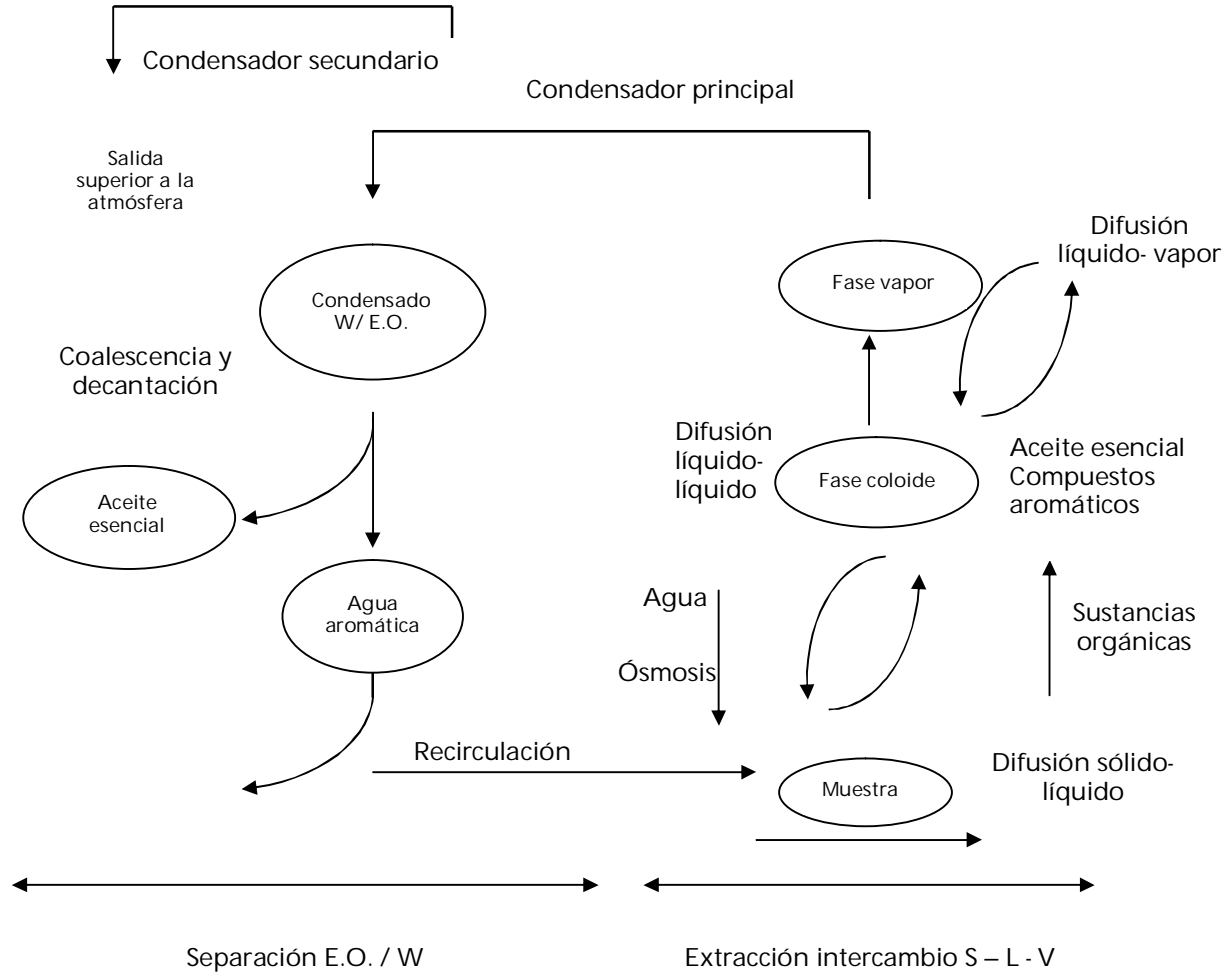 Condensador secundario
Condensador principal
Salida
superior a la
atmósfera
Difusión
líquido- vapor
Fase vapor
Condensado
W/ E.O.
Coalescencia y
decantación
Difusión
líquido-
líquido
Aceite esencial
Compuestos
aromáticos
Fase coloide
Aceite
esencial
Agua
aromática
Agua
Ósmosis
Sustancias
orgánicas
Recirculación
Muestra
Difusión sólido-
líquido
Separación E.O. / W
Extracción intercambio S – L - V